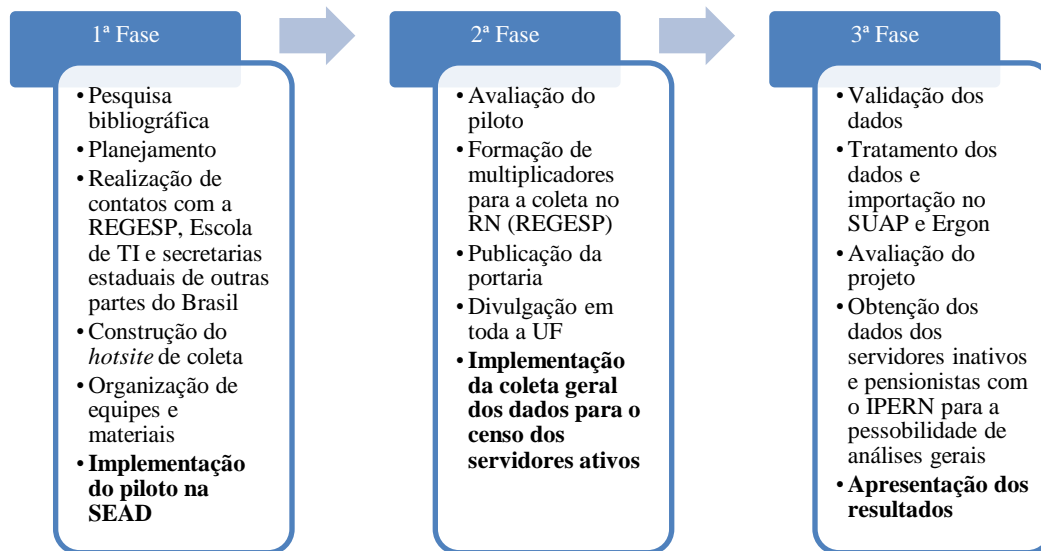 1ª Fase
• Pesquisa
bibliográfica
• Planejamento
• Realização de
contatos com a
REGESP, Escola
de TI e secretarias
estaduais de outras
partes do Brasil
• Construção do
hotsite de coleta
• Organização de
equipes e
materiais
• Implementação
do piloto na
SEAD
2ª Fase
• Avaliação do
piloto
• Formação de
multiplicadores
para a coleta no
RN (REGESP)
• Publicação da
portaria
• Divulgação em
toda a UF
• Implementação
da coleta geral
dos dados para o
censo dos
servidores ativos
3ª Fase
• Validação dos
dados
• Tratamento dos
dados e
importação no
SUAP e Ergon
• Avaliação do
projeto
• Obtenção dos
dados dos
servidores inativos
e pensionistas com
o IPERN para a
pessobilidade de
análises gerais
• Apresentação dos
resultados